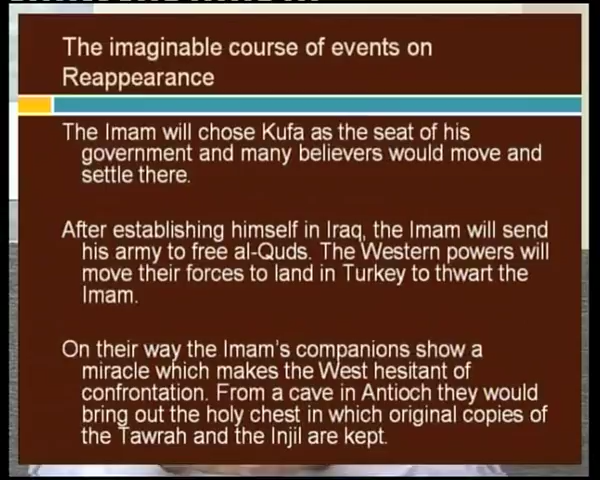 The imaginable course of events on
Reappearance
The Imam will chose Kufa as the seat of his
government and many believers would move and
settle there.
After establishing himself in Iraq, the Imam will send
his army to free al-Quds. The Western powers will
move their forces to land in Turkey to thwart the
Imam.
On their way the Imam's companions show a
miracle which makes the West hesitant of
confrontation. From a cave in Antioch they would
bring out the holy chest in which original copies of
the Tawrah and the Injil are kept.